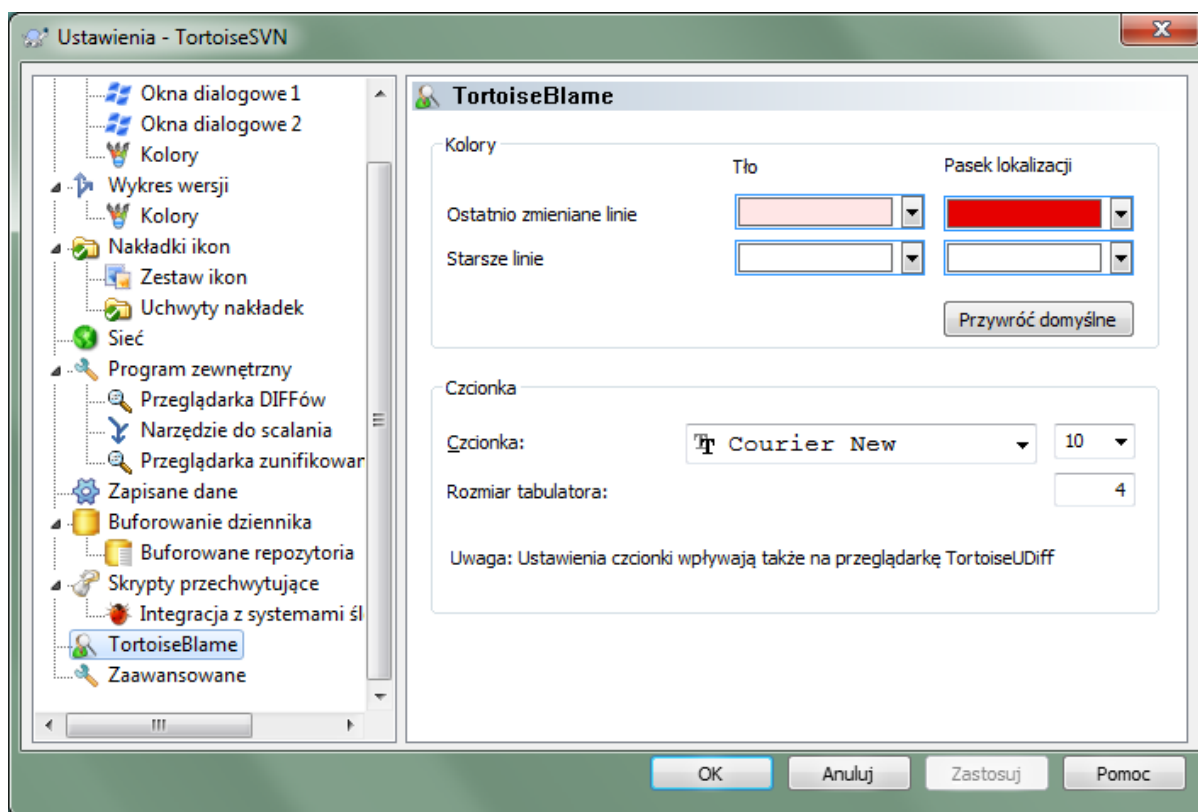 Ustawienia - TortoiseSVN
Okna dialogowe 1
Okna dialogowe 2
Kolory
Wykres wersji
Kolory
Nakładki ikon
Zestaw ikon
Uchwyty nakładek
Sieć
Program zewnętrzny
Przeglądarka DIFFów
Narzędzie do scalania
Przeglądarka zunifikowar
Zapisane dane
Buforowanie dziennika
Buforowane repozytoria
Skrypty przechwytujące
Integracja z systemami śl
TortoiseBlame
Zaawansowane
TortoiseBlame
Kolory
Tło
Pasek lokalizacji
Ostatnio zmieniane linie
Starsze linie
Przywróć domyślne
Czcionka
Czcionka:
Courier New
10
Rozmiar tabulatora:
4
Uwaga: Ustawienia czcionki wpływają także na przeglądarkę TortoiseUDiff
OK
Anuluj
Zastosuj
Pomoc